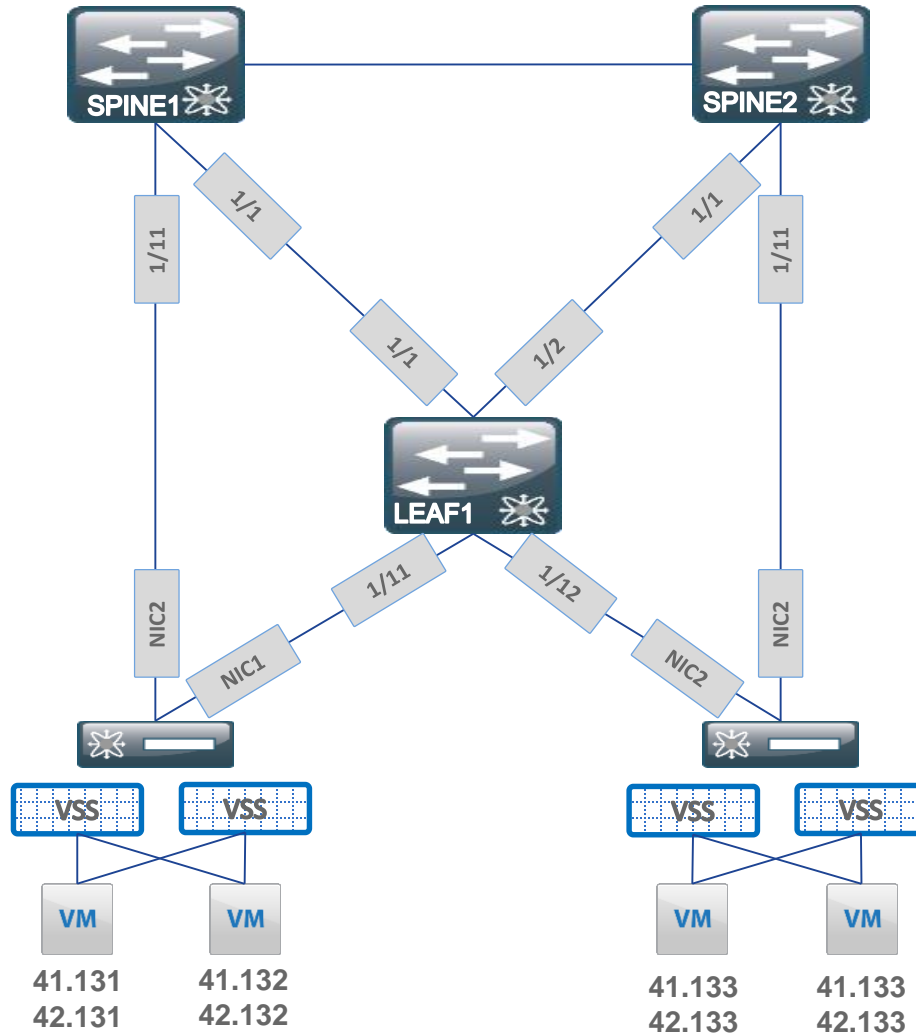 SPINE1
SPINE2
1/1
1/1
1/11
1/11
1/1
1/2
LEAF1
1/11
1/12
NIC2
NIC2
NIC1
NIC2
VSS
VSS
VSS
VSS
VM
VM
VM
VM
41.131
42.131
41.132
42.132
41.133
42.133
41.133
42.133